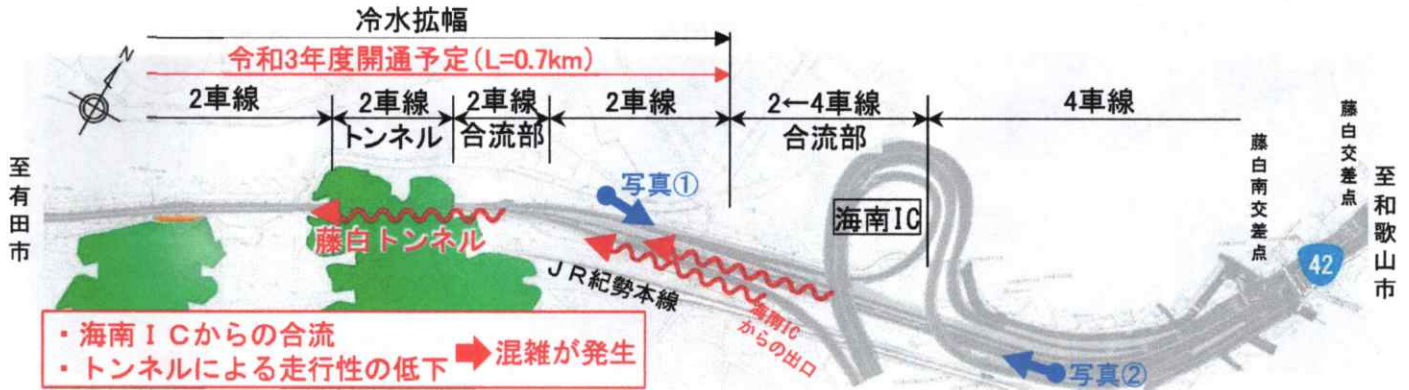 冷水拡幅
令和3年度開通予定(L=0.7km)
N
2車線
2車線
トンネル
2車線
合流部
2車線
2←4車線
合流部
4車線
至有田市
藤白トンネル
写真①
JR紀勢本線
海南IC
海南IC
からの出口
写真②
藤白南交差点
藤白交差点
42
至和歌山市
・海南ICからの合流
・トンネルによる走行性の低下
混雑が発生